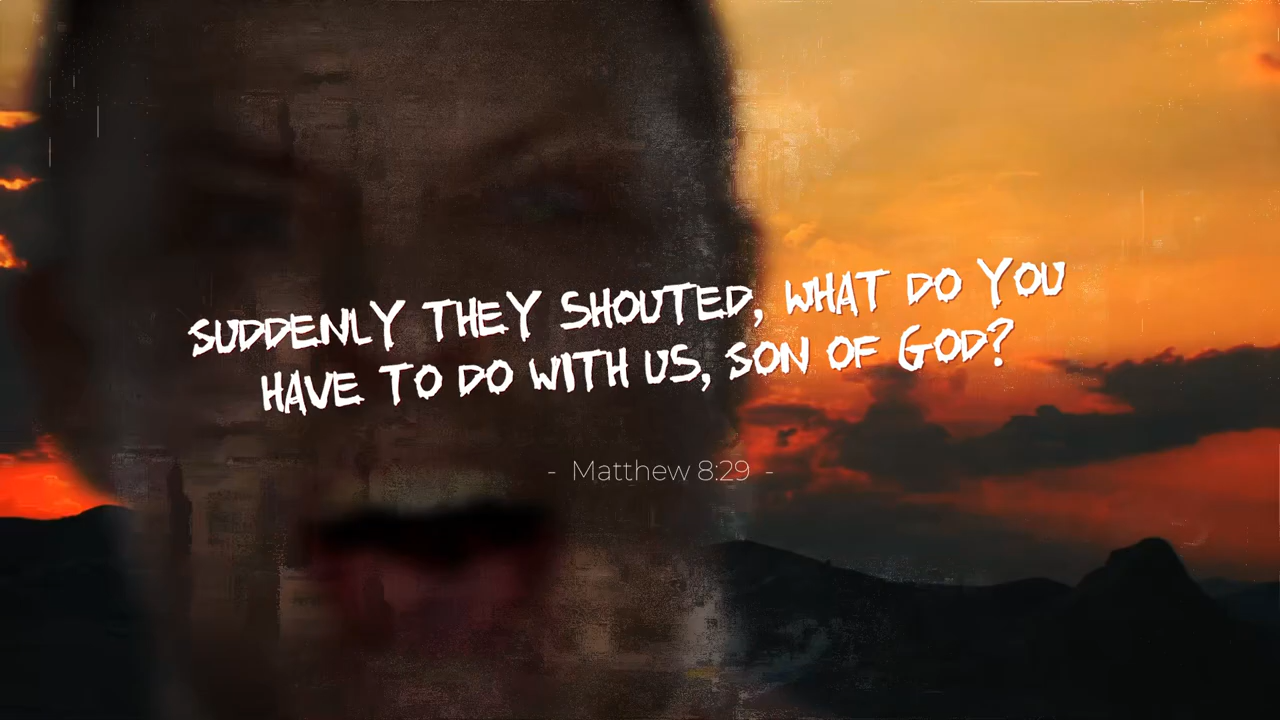 SUDDENLY THEY SHOUTED, WHAT DO YOU
HAVE TO DO WITH US, SON OF GOD?
- Matthew 8:29 -